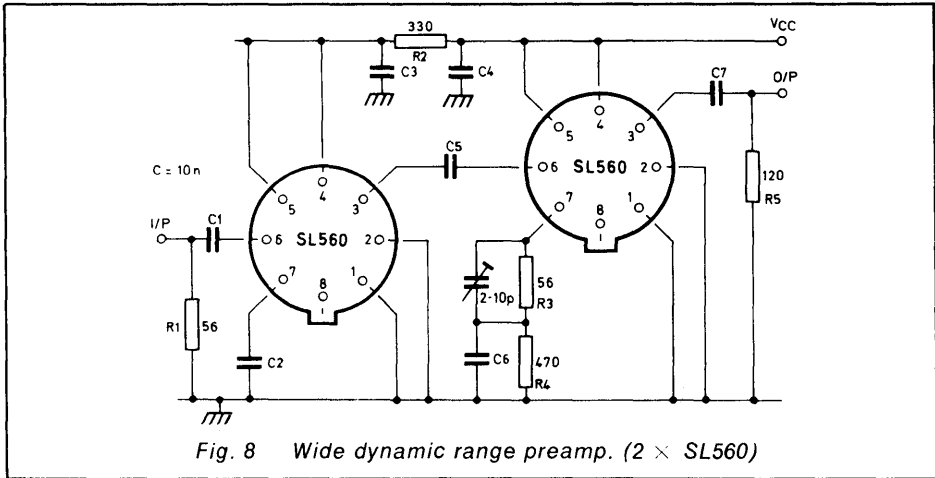 330
R2
VCC
C3
C4
C7
O/P
5
4
3
C = 10n
C5
6
SL560
2
120
R5
5
4
3
7
8
1
I/P
C1
6
SL560
2
7
8
1
56
R3
2-10p
R1
56
C2
C6
470
R4
Fig. 8 Wide dynamic range preamp. (2 × SL560)